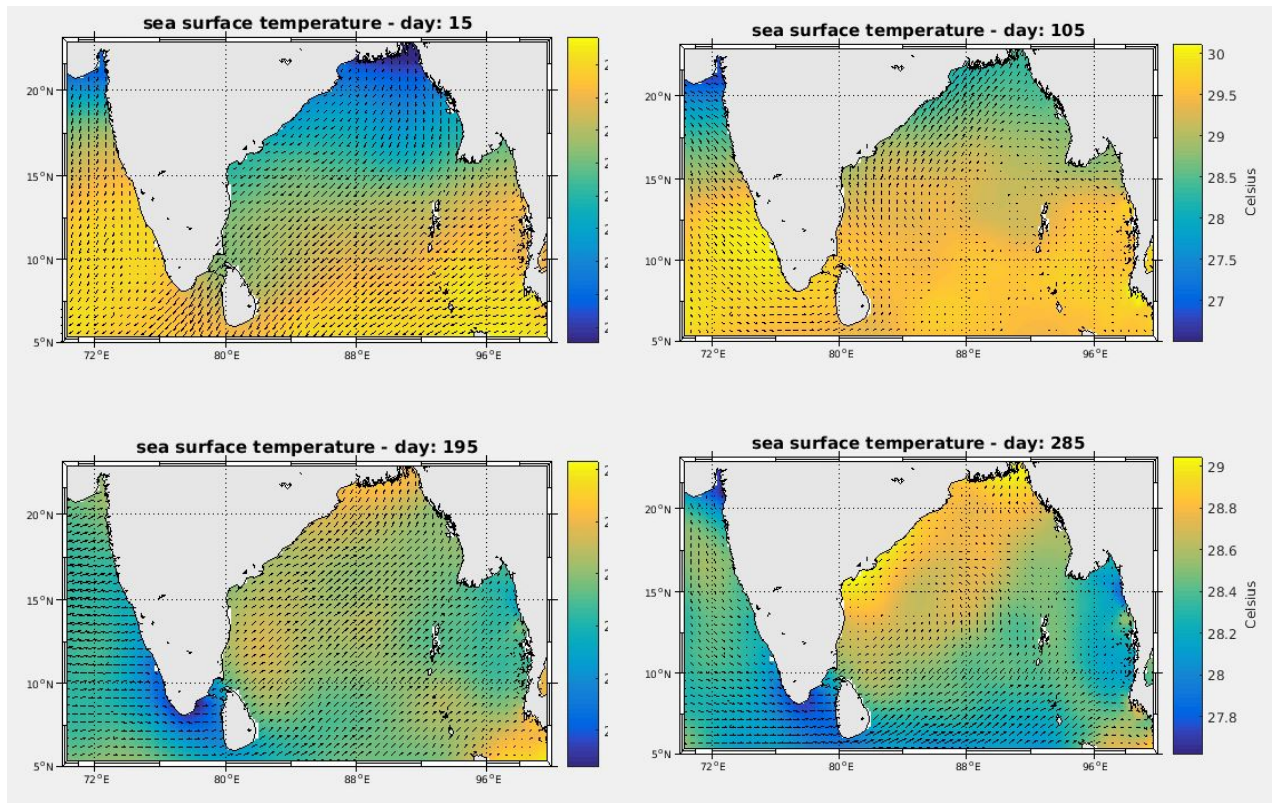 sea surface temperature - day: 15
20°N
15°N
10°N
5°N
72°E 80°E 88°E 96°E
sea surface temperature - day: 105
20°N
15°N
10°N
5°N
72°E 80°E 88°E 96°E
30
29.5
29
28.5
28
27.5
27
Celsius
sea surface temperature - day: 195
20°N
15°N
10°N
5°N
72°E 80°E 88°E 96°E
sea surface temperature - day: 285
20°N
15°N
10°N
5°N
72°E 80°E 88°E 96°E
29
28.8
28.6
28.4
28.2
28
27.8
Celsius